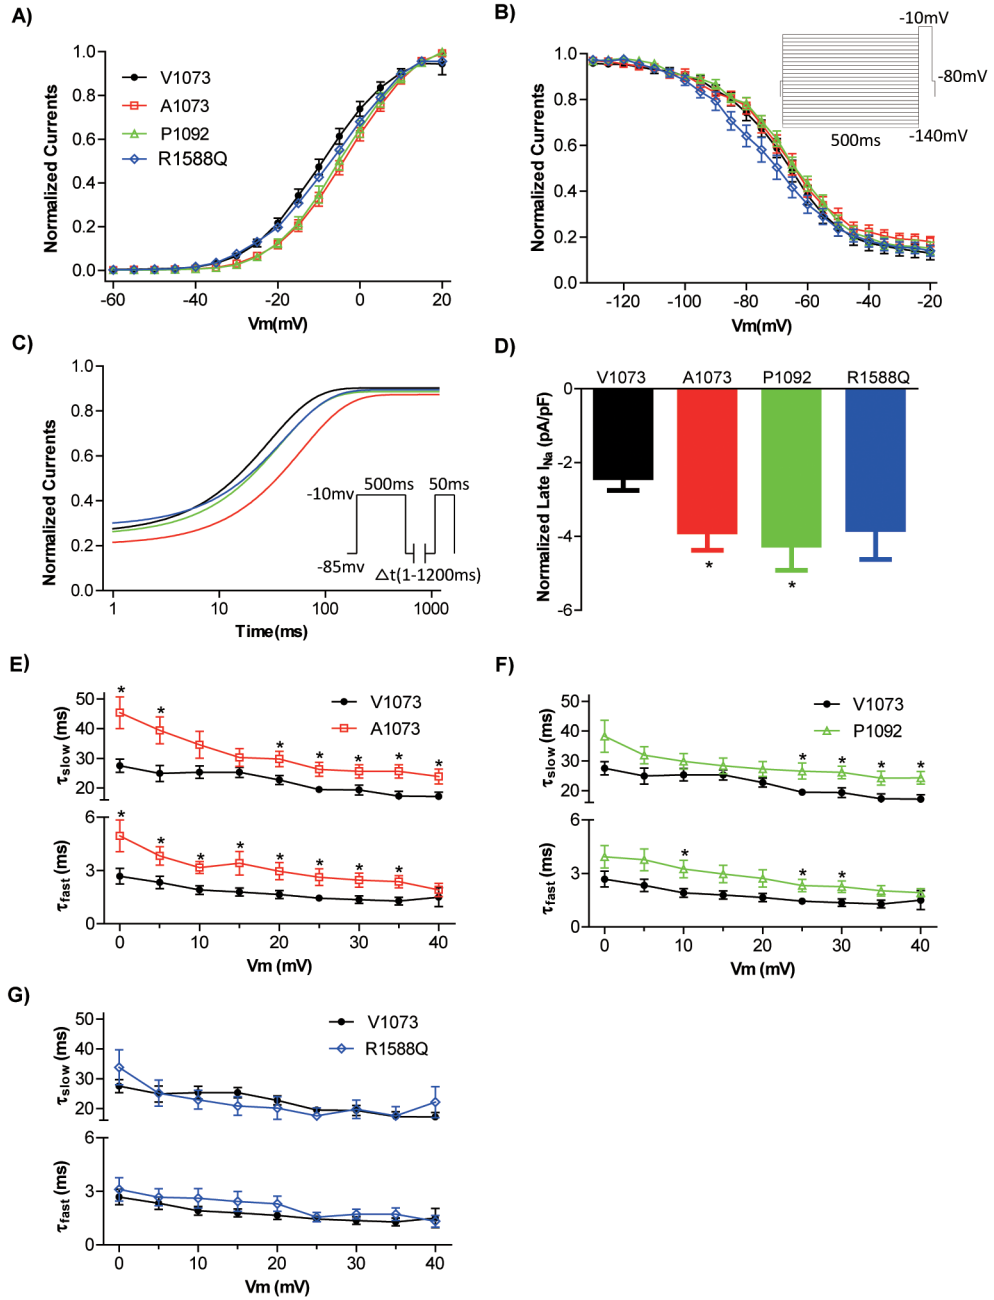 A)
Normalized Currents
1.0
0.8
0.6
0.4
0.2
0.0
V1073
A1073
P1092
R1588Q
-60 -40 -20 0 20
Vm(mV)
B)
Normalized Currents
1.0
0.8
0.6
0.4
0.2
0.0
-10mV
-80mV
-140mV
500ms
-120 -100 -80 -60 -40 -20
Vm(mV)
C)
Normalized Currents
1.0
0.8
0.6
0.4
0.2
0.0
500ms 50ms
-10mv
-85mv
Δt(1-1200ms)
1 10 100 1000
Time(ms)
D)
V1073 A1073 P1092 R1588Q
Normalized Late INa (pA/pF)
0
-2
-4
-6
* *
E)
τslow (ms)
50
40
30
20
V1073
A1073
* * * * * * *
τfast (ms)
6
3
0
* * * * * * * *
0 10 20 30 40
Vm (mV)
F)
τslow (ms)
50
40
30
20
V1073
P1092
* * * *
τfast (ms)
6
3
0
* * *
0 10 20 30 40
Vm (mV)
G)
τslow (ms)
50
40
30
20
V1073
R1588Q
τfast (ms)
6
3
0
0 10 20 30 40
Vm (mV)